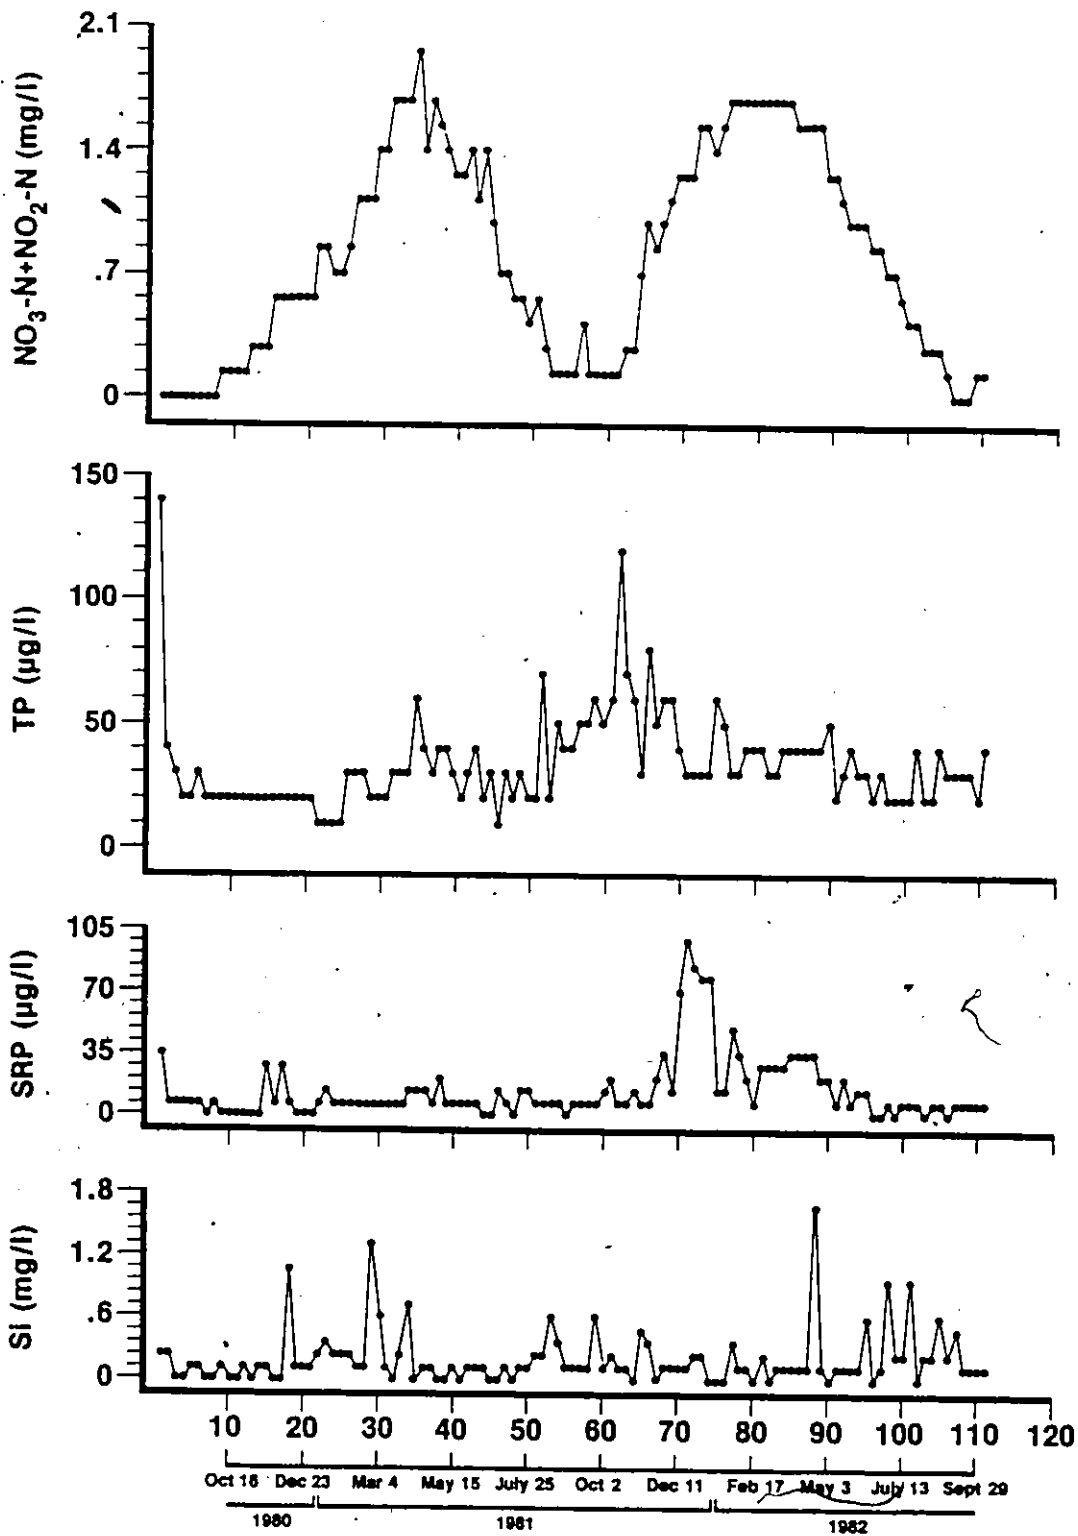 2.1
1.4
.7
0
NO3-N+NO2-N (mg/l)
150
100
50
0
TP (µg/l)
105
70
35
0
SRP (µg/l)
1.8
1.2
.6
0
Si (mg/l)
10 20 30 40 50 60 70 80 90 100 110 120
Oct 16 Dec 23 Mar 4 May 15 July 25 Oct 2 Dec 11 Feb 17 May 3 July 13 Sept 29
1980 1981 1982